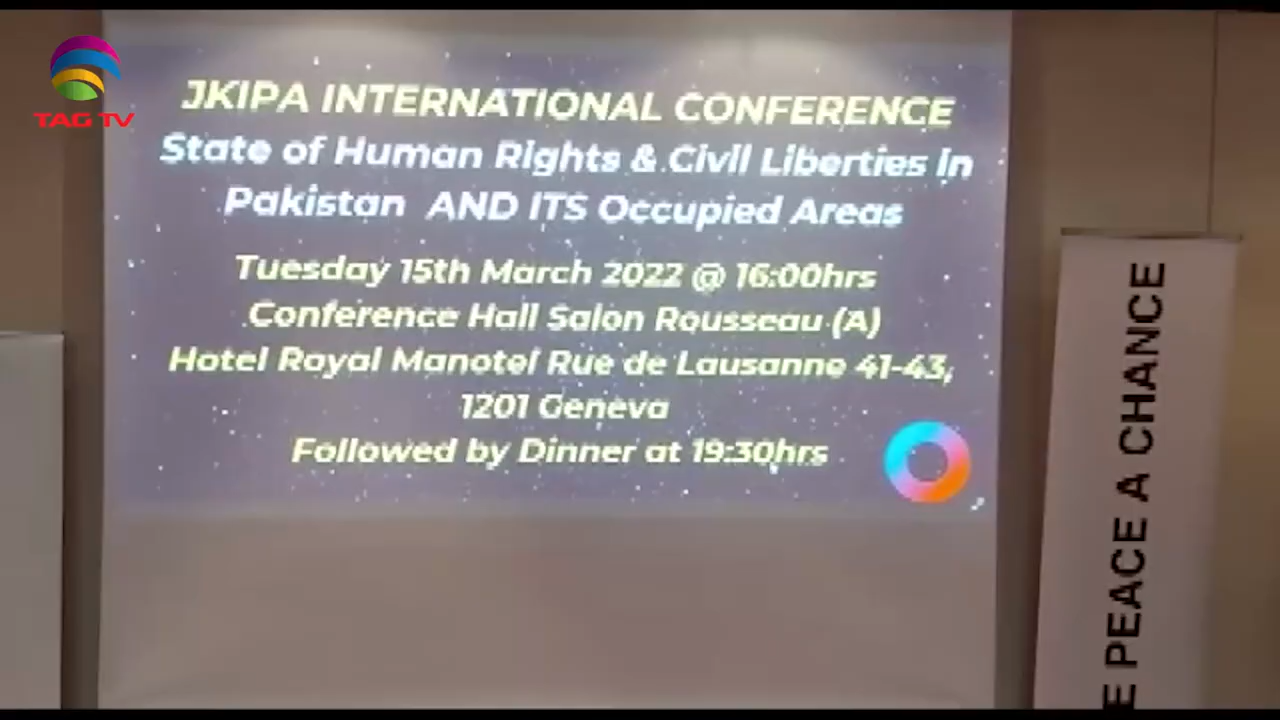 TAG TV
JKIPA INTERNATIONAL CONFERENCE
State of Human Rights & Civil Liberties in
Pakistan AND ITS Occupied Areas
Tuesday 15th March 2022 @ 16:00hrs
Conference Hall Salon Rousseau (A)
Hotel Royal Manotel Rue de Lausanne 41-43,
1201 Geneva
Followed by Dinner at 19:30hrs
E PEACE A CHANCE